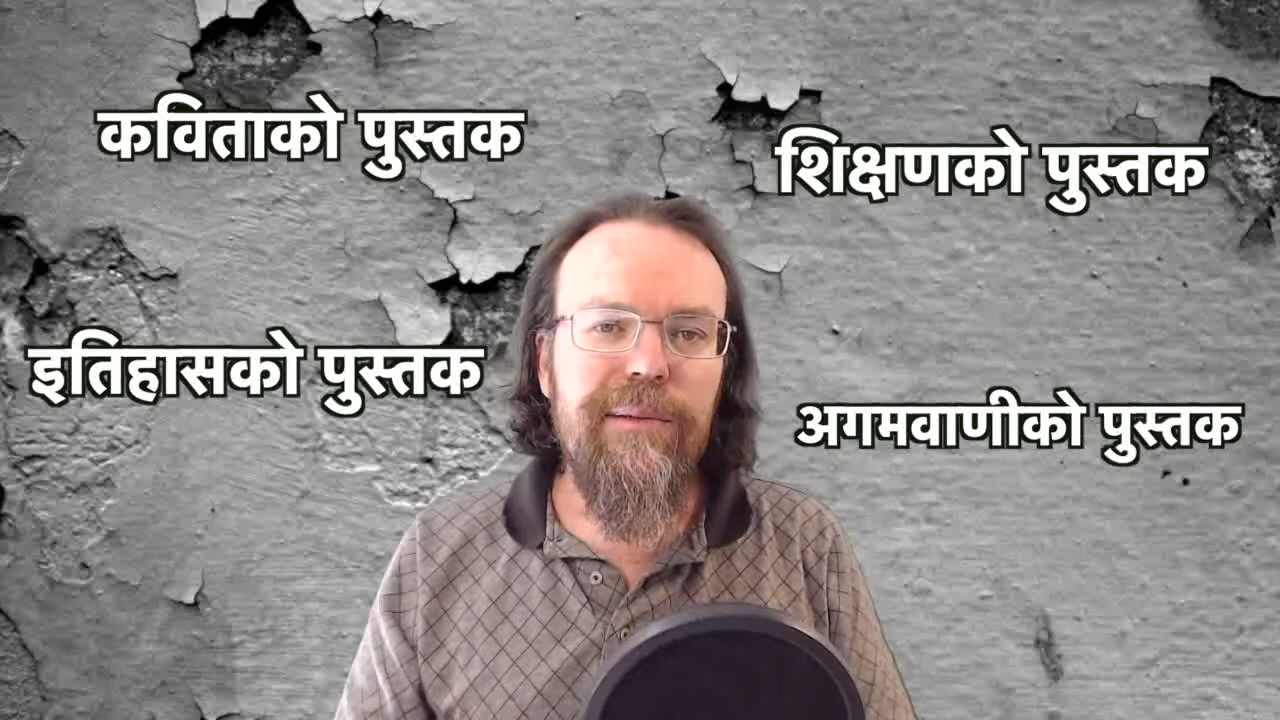 कविताको पुस्तक
शिक्षणको पुस्तक
इतिहासको पुस्तक
अगमवाणीको पुस्तक